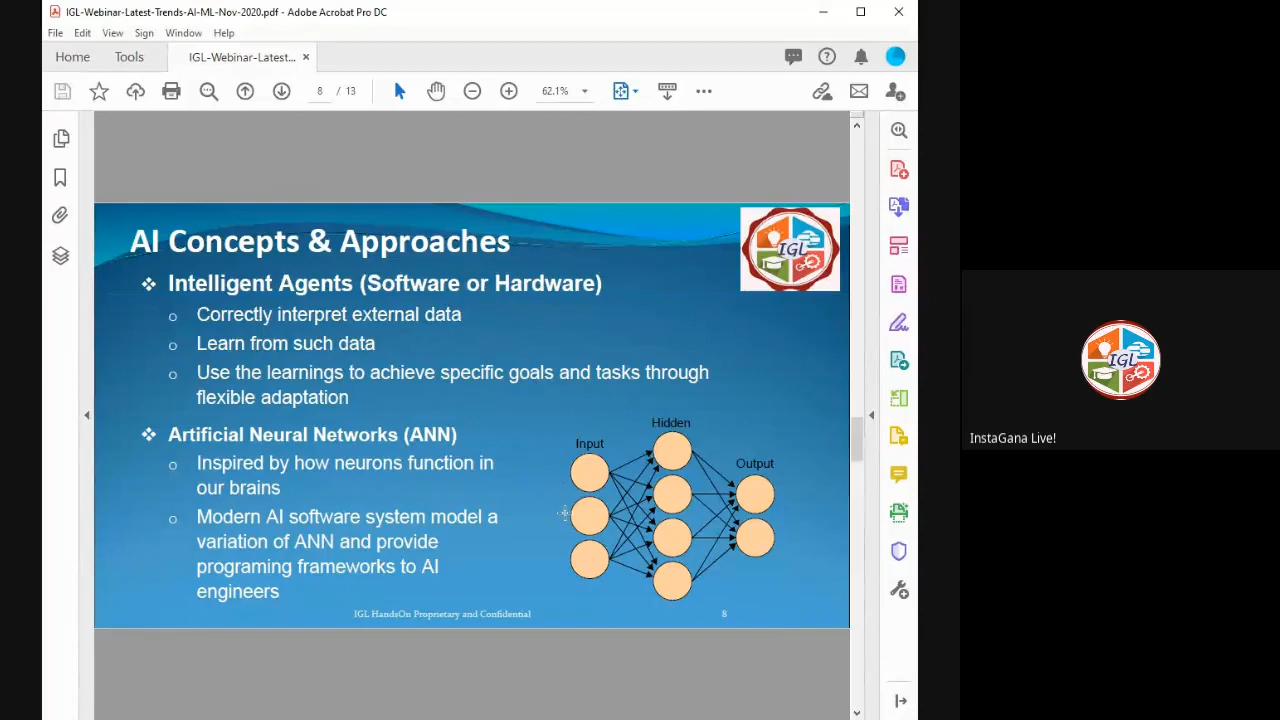 IGL-Webinar-Latest-Trends-AI-ML-Nov-2020.pdf - Adobe Acrobat Pro DC
File Edit View Sign Window Help
Home Tools IGL-Webinar-Latest...
8 / 13 62.1%
AI Concepts & Approaches
IGL
❖ Intelligent Agents (Software or Hardware)
o Correctly interpret external data
o Learn from such data
o Use the learnings to achieve specific goals and tasks through
flexible adaptation
❖ Artificial Neural Networks (ANN)
o Inspired by how neurons function in
our brains
o Modern AI software system model a
variation of ANN and provide
programing frameworks to AI
engineers
Input
Hidden
Output
IGL HandsOn Proprietary and Confidential
8
IGL
InstaGana Live!